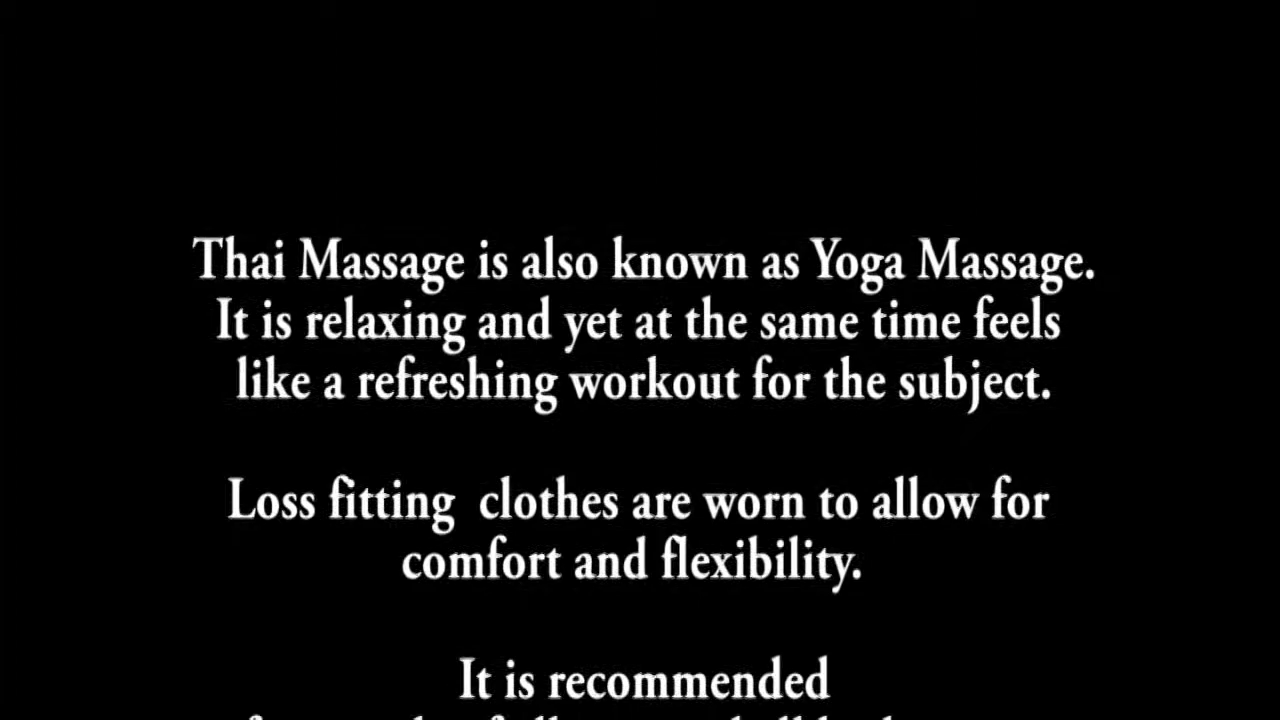 Thai Massage is also known as Yoga Massage.
It is relaxing and yet at the same time feels
like a refreshing workout for the subject.
Loss fitting clothes are worn to allow for
comfort and flexibility.
It is recommended